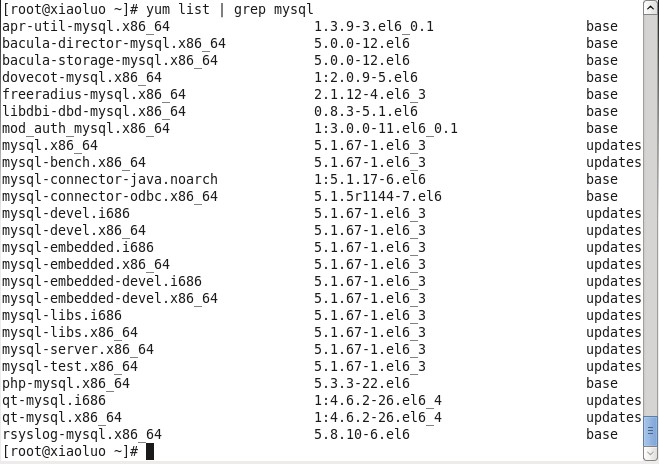 [root@xiaoluo ~]# yum list | grep mysql
apr-util-mysql.x86_64 1.3.9-3.el6_0.1 base
bacula-director-mysql.x86_64 5.0.0-12.el6 base
bacula-storage-mysql.x86_64 5.0.0-12.el6 base
dovecot-mysql.x86_64 1:2.0.9-5.el6 base
freeradius-mysql.x86_64 2.1.12-4.el6_3 base
libdbi-dbd-mysql.x86_64 0.8.3-5.1.el6 base
mod_auth_mysql.x86_64 1:3.0.0-11.el6_0.1 base
mysql.x86_64 5.1.67-1.el6_3 updates
mysql-bench.x86_64 5.1.67-1.el6_3 updates
mysql-connector-java.noarch 1:5.1.17-6.el6 base
mysql-connector-odbc.x86_64 5.1.5r1144-7.el6 base
mysql-devel.i686 5.1.67-1.el6_3 updates
mysql-devel.x86_64 5.1.67-1.el6_3 updates
mysql-embedded.i686 5.1.67-1.el6_3 updates
mysql-embedded.x86_64 5.1.67-1.el6_3 updates
mysql-embedded-devel.i686 5.1.67-1.el6_3 updates
mysql-embedded-devel.x86_64 5.1.67-1.el6_3 updates
mysql-libs.i686 5.1.67-1.el6_3 updates
mysql-libs.x86_64 5.1.67-1.el6_3 updates
mysql-server.x86_64 5.1.67-1.el6_3 updates
mysql-test.x86_64 5.1.67-1.el6_3 updates
php-mysql.x86_64 5.3.3-22.el6 base
qt-mysql.i686 1:4.6.2-26.el6_4 updates
qt-mysql.x86_64 1:4.6.2-26.el6_4 updates
rsyslog-mysql.x86_64 5.8.10-6.el6 base
[root@xiaoluo ~]#